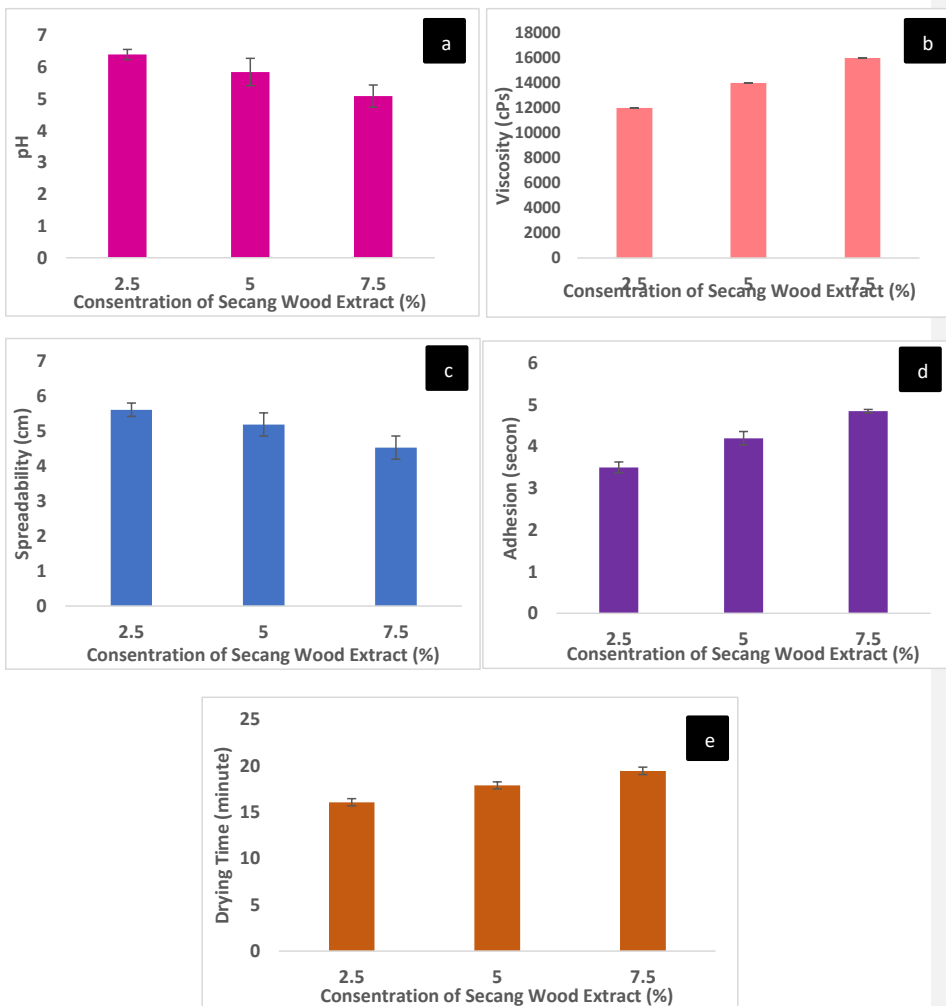 a
7
6
5
4
3
2
1
0
pH
2.5 5 7.5
Consentration of Secang Wood Extract (%)
b
18000
16000
14000
12000
10000
8000
6000
4000
2000
0
Viscosity (cPs)
2.5 5 7.5
Consentration of Secang Wood Extract (%)
c
7
6
5
4
3
2
1
0
Spreadability (cm)
2.5 5 7.5
Consentration of Secang Wood Extract (%)
d
6
5
4
3
2
1
0
Adhesion (secon)
2.5 5 7.5
Consentration of Secang Wood Extract (%)
e
25
20
15
10
5
0
Drying Time (minute)
2.5 5 7.5
Consentration of Secang Wood Extract (%)